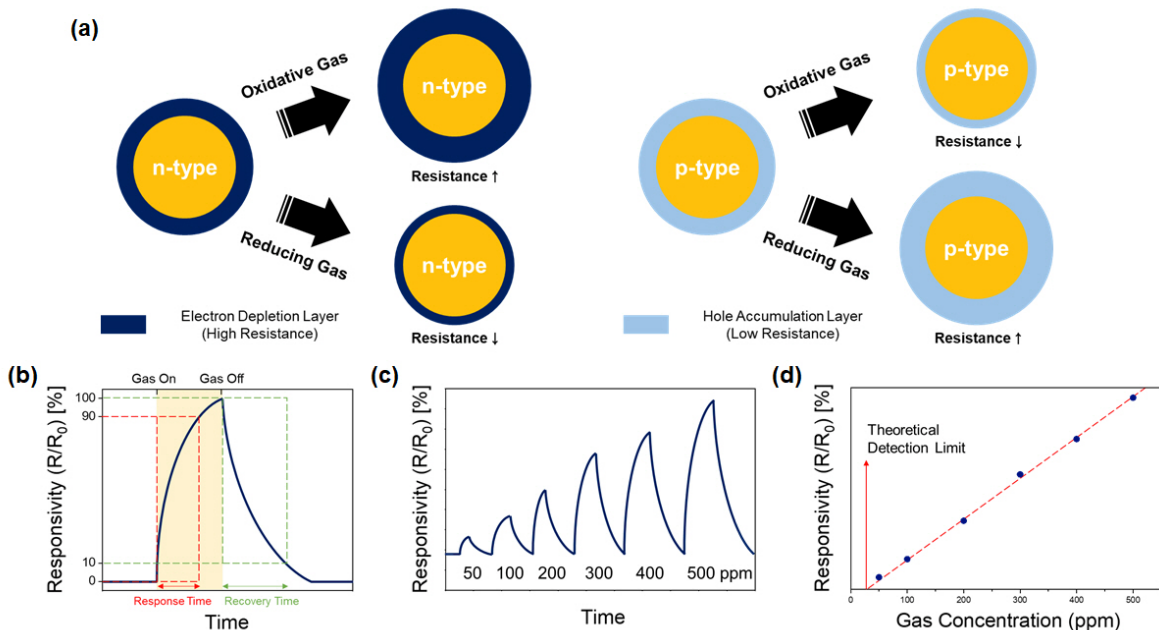 (a)
n-type
Oxidative Gas
n-type
Resistance ↑
Reducing Gas
n-type
Resistance ↓
Electron Depletion Layer
(High Resistance)
p-type
Oxidative Gas
p-type
Resistance ↓
Reducing Gas
p-type
Resistance ↑
Hole Accumulation Layer
(Low Resistance)
(b)
Gas On
Gas Off
Responsivity (R/R0) [%]
100
90
10
0
Response Time
Recovery Time
Time
(c)
Responsivity (R/R0) [%]
50 100 200 300 400 500 ppm
Time
(d)
Responsivity (R/R0) [%]
Theoretical
Detection Limit
0 100 200 300 400 500
Gas Concentration (ppm)